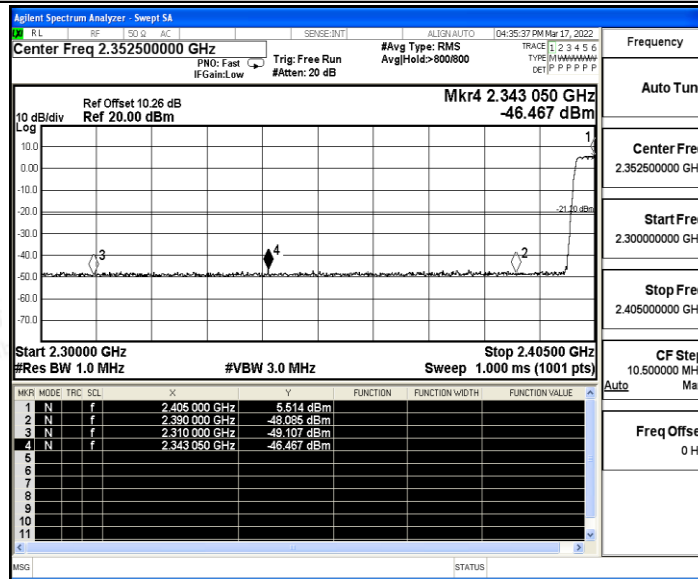 Agilent Spectrum Analyzer - Swept SA
RL RF 50 Ω AC SENSE:INT ALIGNAUTO 04:35:37 PM Mar 17, 2022
Center Freq 2.352500000 GHz #Avg Type: RMS TRACE 1 2 3 4 5 6
PNO: Fast Trig: Free Run Avg|Hold:>800/800 TYPE M
IFGain:Low #Atten: 20 dB DET P P P P P P
Mkr4 2.343 050 GHz
Ref Offset 10.26 dB
10 dB/div Ref 20.00 dBm -46.467 dBm
Log
1
10.0
0.00
-10.0
-20.0
-21.20 dBm
-30.0
-40.0
3 4 2
-50.0
-60.0
-70.0
Start 2.30000 GHz Stop 2.40500 GHz
#Res BW 1.0 MHz #VBW 3.0 MHz Sweep 1.000 ms (1001 pts)
MKR MODE TRC SCL X Y FUNCTION FUNCTION WIDTH FUNCTION VALUE
1 N f 2.405 000 GHz 5.514 dBm
2 N f 2.390 000 GHz -48.085 dBm
3 N f 2.310 000 GHz -49.107 dBm
4 N f 2.343 050 GHz -46.467 dBm
5
6
7
8
9
10
11
MSG STATUS
Frequency
Auto Tun
Center Fre
2.352500000 GH
Start Fre
2.300000000 GH
Stop Fre
2.405000000 GH
CF Step
10.500000 MH
Auto Ma
Freq Offse
0 H